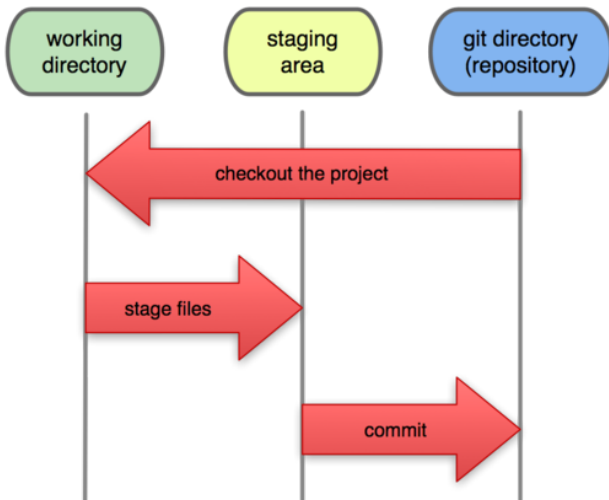 working
directory
staging
area
git directory
(repository)
checkout the project
stage files
commit